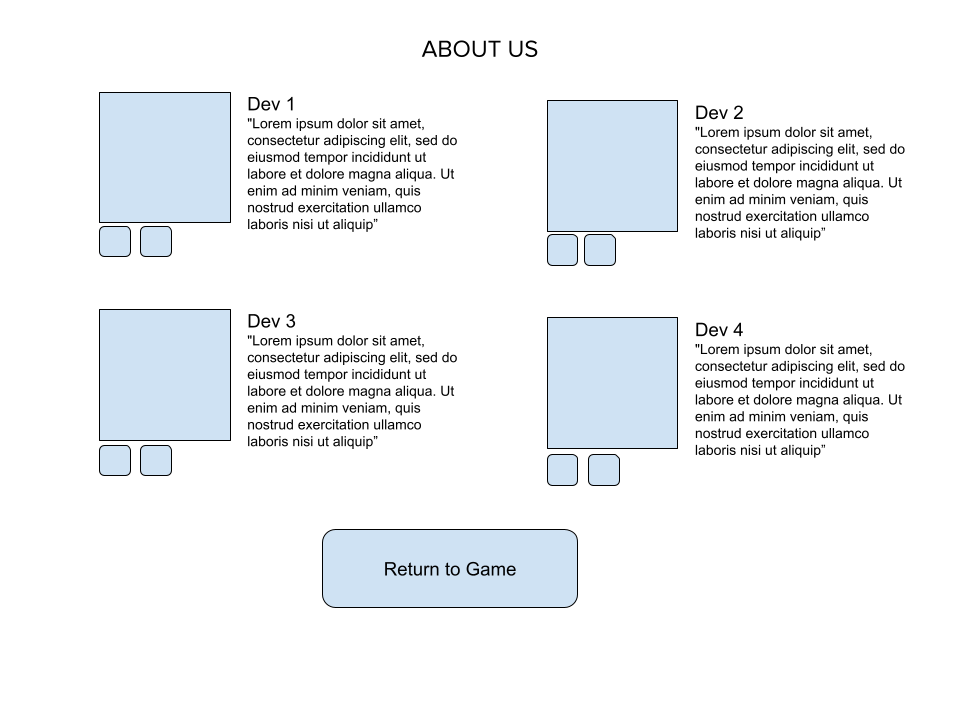 ABOUT US
Dev 1
"Lorem ipsum dolor sit amet,
consectetur adipiscing elit, sed do
eiusmod tempor incididunt ut
labore et dolore magna aliqua. Ut
enim ad minim veniam, quis
nostrud exercitation ullamco
laboris nisi ut aliquip”
Dev 2
"Lorem ipsum dolor sit amet,
consectetur adipiscing elit, sed do
eiusmod tempor incididunt ut
labore et dolore magna aliqua. Ut
enim ad minim veniam, quis
nostrud exercitation ullamco
laboris nisi ut aliquip”
Dev 3
"Lorem ipsum dolor sit amet,
consectetur adipiscing elit, sed do
eiusmod tempor incididunt ut
labore et dolore magna aliqua. Ut
enim ad minim veniam, quis
nostrud exercitation ullamco
laboris nisi ut aliquip”
Dev 4
"Lorem ipsum dolor sit amet,
consectetur adipiscing elit, sed do
eiusmod tempor incididunt ut
labore et dolore magna aliqua. Ut
enim ad minim veniam, quis
nostrud exercitation ullamco
laboris nisi ut aliquip”
Return to Game